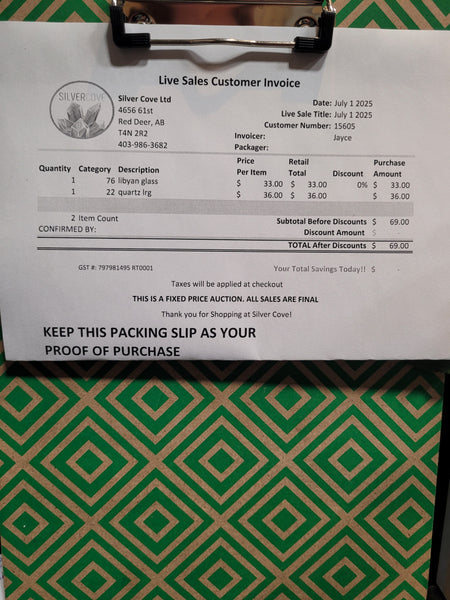 Live Sales Customer Invoice
SILVERCOVE
Silver Cove Ltd
4656 61st
Red Deer, AB
T4N 2R2
403-986-3682
Date: July 1 2025
Live Sale Title: July 1 2025
Customer Number: 15605
Invoicer: Jayce
Packager:
Quantity Category Description Price Per Item Retail Total Discount Purchase Amount
1 76 libyan glass $ 33.00 $ 33.00 0% $ 33.00
1 22 quartz lrg $ 36.00 $ 36.00 $ 36.00
2 Item Count Subtotal Before Discounts $ 69.00
CONFIRMED BY: Discount Amount $ -
TOTAL After Discounts $ 69.00
GST #: 797981495 RT0001 Your Total Savings Today!! $ -
Taxes will be applied at checkout
THIS IS A FIXED PRICE AUCTION. ALL SALES ARE FINAL
Thank you for Shopping at Silver Cove!
KEEP THIS PACKING SLIP AS YOUR
PROOF OF PURCHASE